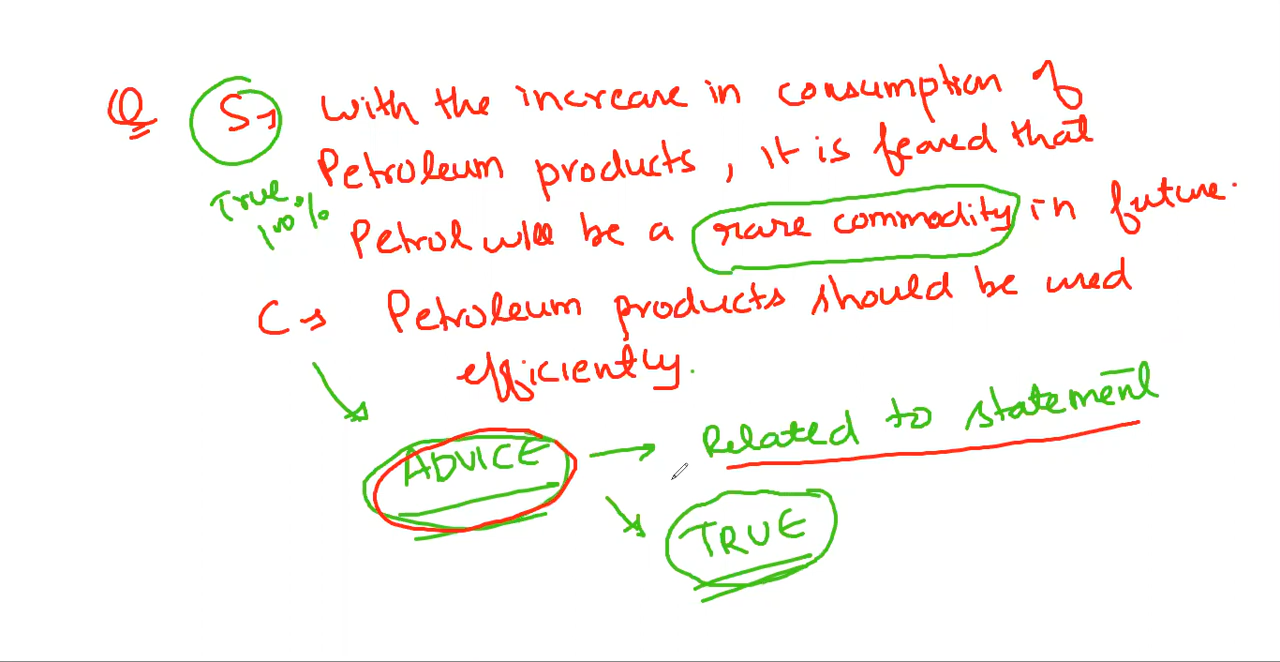 Q S→ With the increase in consumption of
Petroleum products, it is feared that
True 100%
Petrol will be a rare commodity in future.
C→ Petroleum products should be used
efficiently.
ADVICE → Related to statement
TRUE